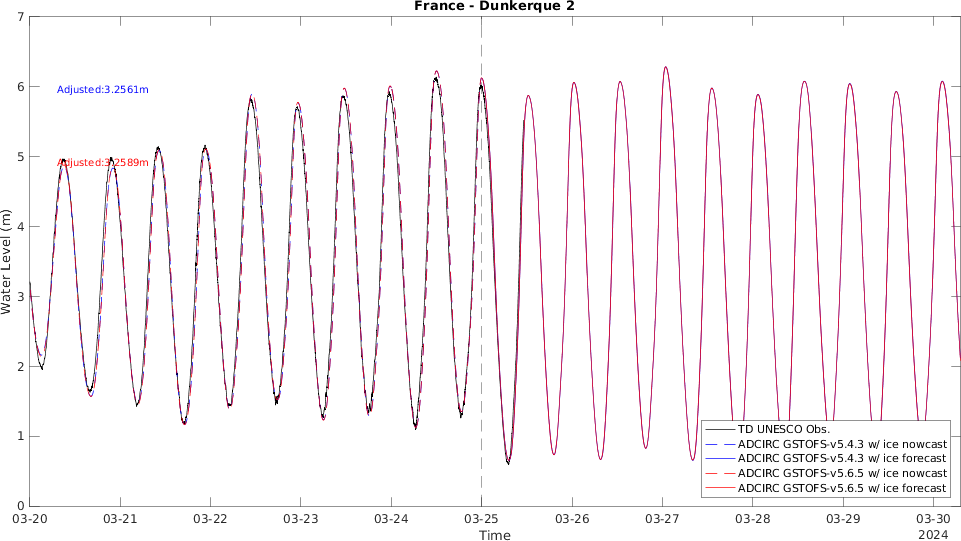 France - Dunkerque 2
7
6
5
4
3
2
1
0
Water Level (m)
Adjusted:3.2561m
Adjusted:3.2589m
TD UNESCO Obs.
ADCIRC GSTOFS-v5.4.3 w/ ice nowcast
ADCIRC GSTOFS-v5.4.3 w/ ice forecast
ADCIRC GSTOFS-v5.6.5 w/ ice nowcast
ADCIRC GSTOFS-v5.6.5 w/ ice forecast
03-20 03-21 03-22 03-23 03-24 03-25 03-26 03-27 03-28 03-29 03-30
Time
2024